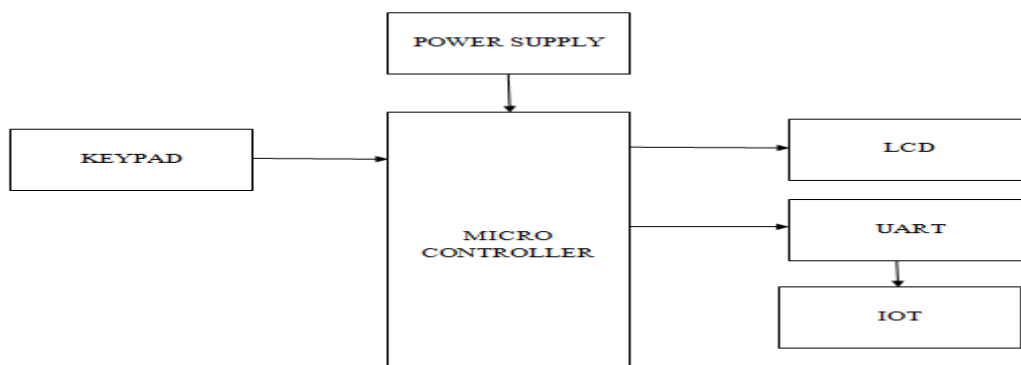 POWER SUPPLY
KEYPAD
LCD
MICRO
CONTROLLER
UART
IOT